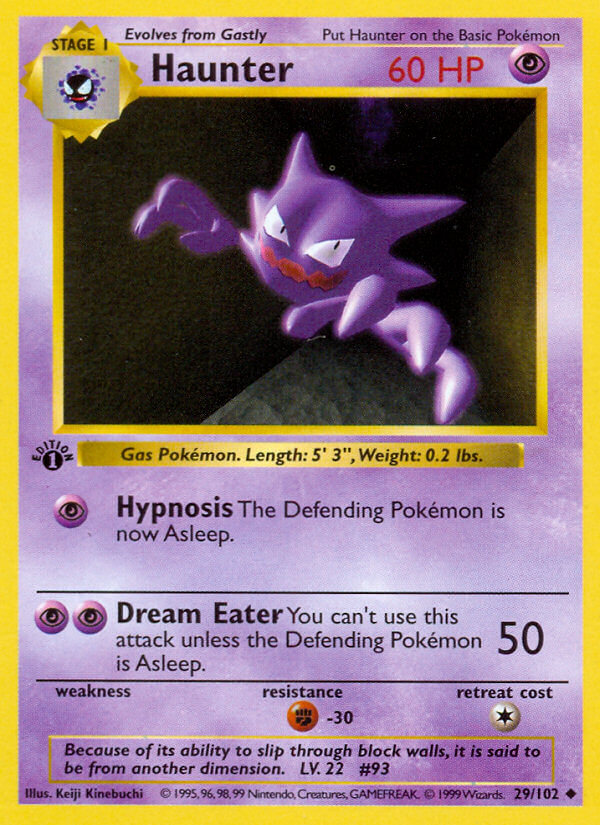 Evolves from Gastly Put Haunter on the Basic Pokémon
STAGE 1
Haunter 60 HP
EDITION
1
Gas Pokémon. Length: 5' 3", Weight: 0.2 lbs.
Hypnosis The Defending Pokémon is
now Asleep.
Dream Eater You can't use this
attack unless the Defending Pokémon 50
is Asleep.
weakness resistance retreat cost
-30
Because of its ability to slip through block walls, it is said to
be from another dimension. LV. 22 #93
Illus. Keiji Kinebuchi © 1995, 96, 98, 99 Nintendo, Creatures, GAMEFREAK. © 1999 Wizards. 29/102